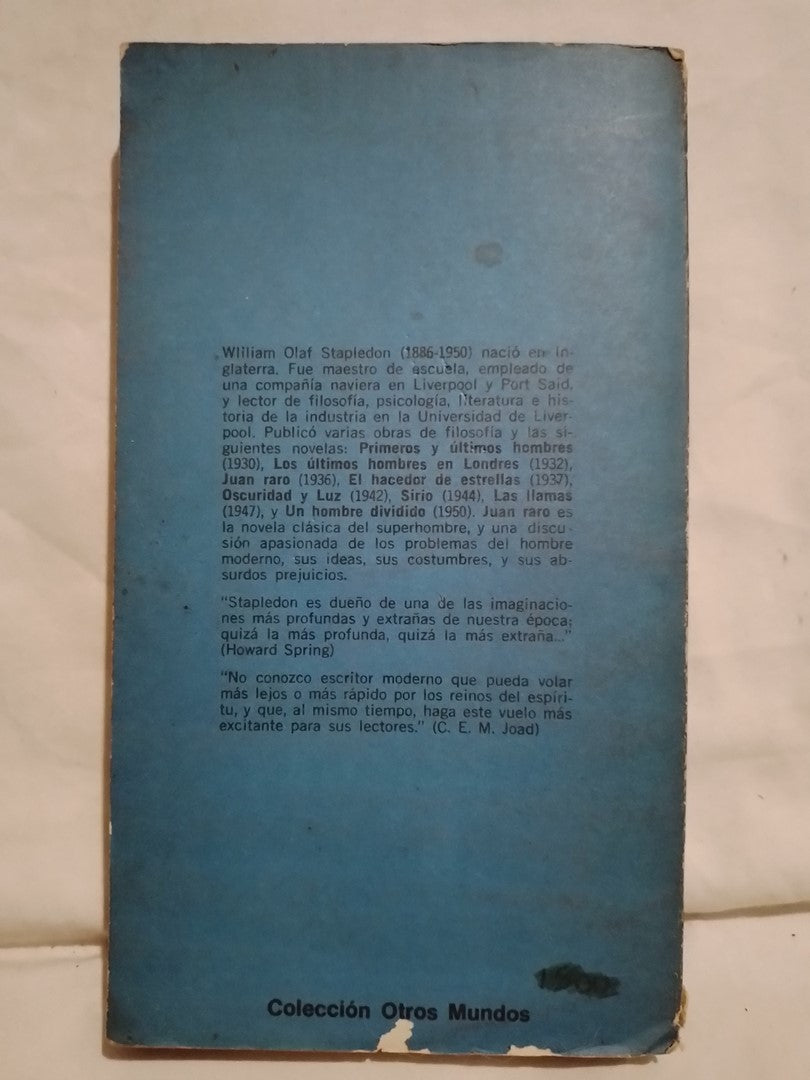 William Olaf Stapledon (1886-1950) nació en In-
glaterra. Fue maestro de escuela, empleado de
una compañía naviera en Liverpool y Port Said,
y lector de filosofía, psicología, literatura e his-
toria de la industria en la Universidad de Liver-
pool. Publicó varias obras de filosofía y las si-
guientes novelas: Primeros y últimos hombres
(1930), Los últimos hombres en Londres (1932),
Juan raro (1936), El hacedor de estrellas (1937),
Oscuridad y Luz (1942), Sirio (1944), Las llamas
(1947), y Un hombre dividido (1950). Juan raro es
la novela clásica del superhombre, y una discu-
sión apasionada de los problemas del hombre
moderno, sus ideas, sus costumbres, y sus ab-
surdos prejuicios.
"Stapledon es dueño de una de las imaginacio-
nes más profundas y extrañas de nuestra época;
quizá la más profunda, quizá la más extraña..."
(Howard Spring)
"No conozco escritor moderno que pueda volar
más lejos o más rápido por los reinos del espíri-
tu, y que, al mismo tiempo, haga este vuelo más
excitante para sus lectores." (C. E. M. Joad)
Colección Otros Mundos